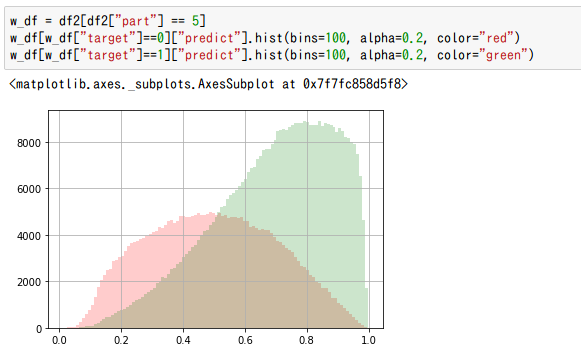 w_df = df2[df2["part"] == 5]
w_df[w_df["target"]==0]["predict"].hist(bins=100, alpha=0.2, color="red")
w_df[w_df["target"]==1]["predict"].hist(bins=100, alpha=0.2, color="green")
<matplotlib.axes._subplots.AxesSubplot at 0x7f7fc858d5f8>
8000
6000
4000
2000
0
0.0 0.2 0.4 0.6 0.8 1.0